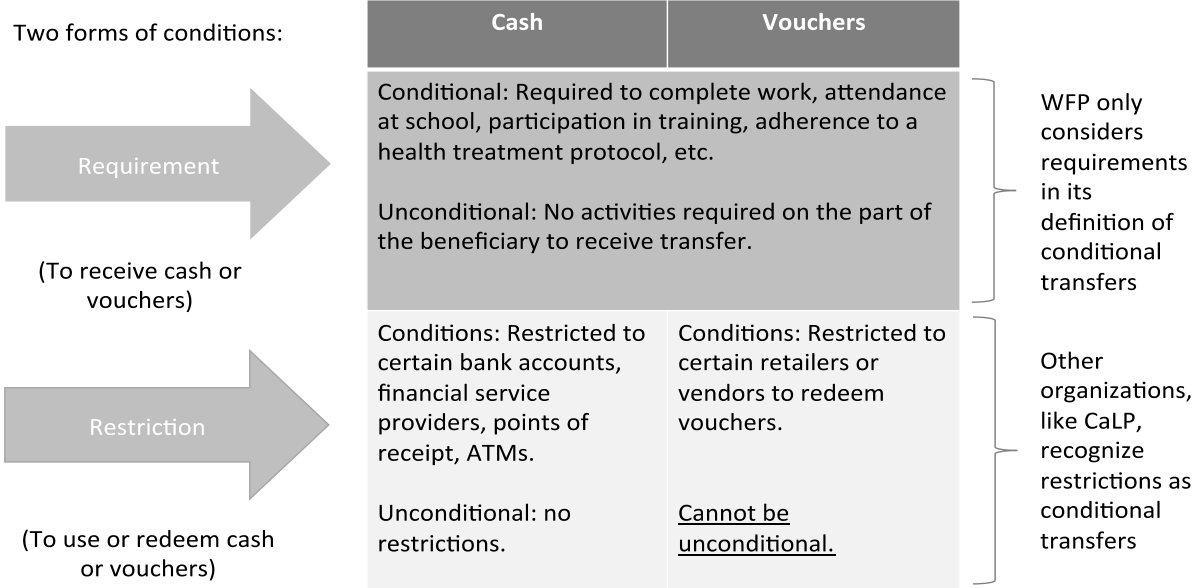 Two forms of conditions:
Cash
Vouchers
Requirement
(To receive cash or
vouchers)
Conditional: Required to complete work, attendance
at school, participation in training, adherence to a
health treatment protocol, etc.
Unconditional: No activities required on the part of
the beneficiary to receive transfer.
WFP only
considers
requirements
in its
definition of
conditional
transfers
Restriction
(To use or redeem cash
or vouchers)
Conditions: Restricted to
certain bank accounts,
financial service
providers, points of
receipt, ATMs.
Unconditional: no
restrictions.
Conditions: Restricted to
certain retailers or
vendors to redeem
vouchers.
Cannot be
unconditional.
Other
organizations,
like CaLP,
recognize
restrictions as
conditional
transfers